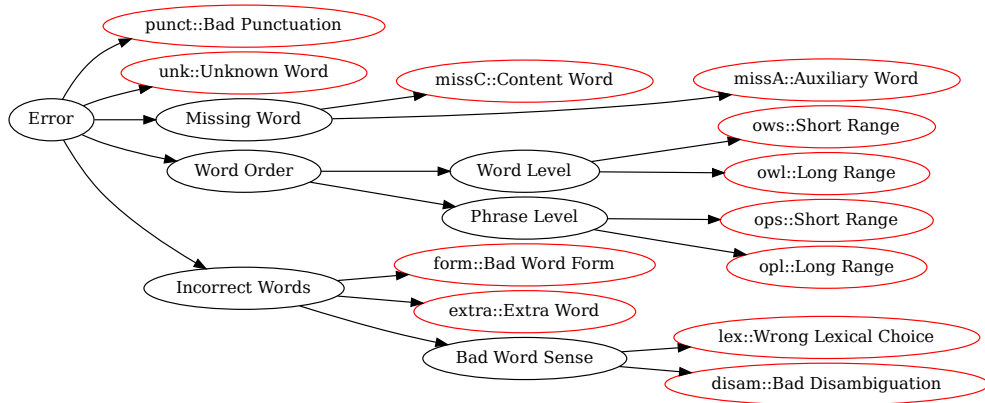 punct::Bad Punctuation
unk::Unknown Word
missC::Content Word
missA::Auxiliary Word
Error
Missing Word
ows::Short Range
Word Order
Word Level
owl::Long Range
Phrase Level
ops::Short Range
opl::Long Range
form::Bad Word Form
Incorrect Words
extra::Extra Word
lex::Wrong Lexical Choice
Bad Word Sense
disam::Bad Disambiguation